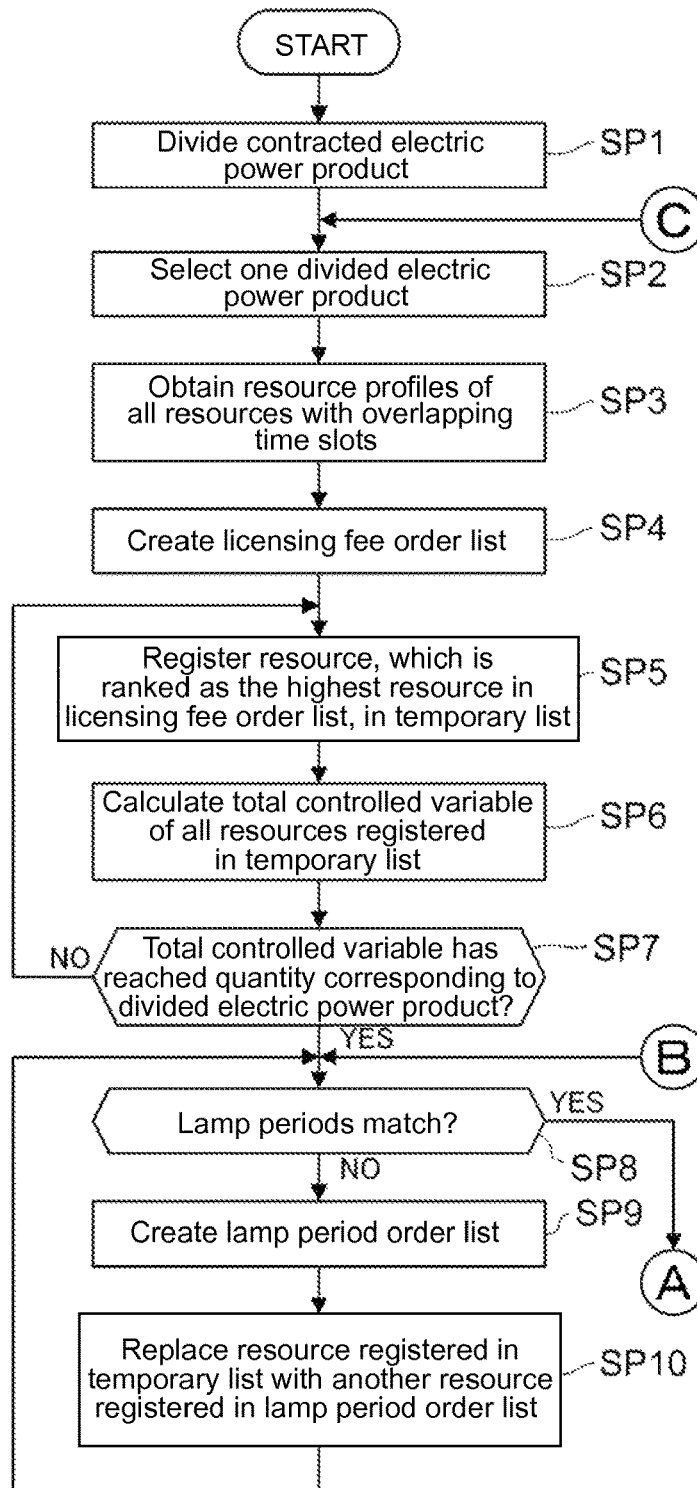 START
Divide contracted electric
power product
SP1
C
Select one divided electric
power product
SP2
Obtain resource profiles of
all resources with overlapping
time slots
SP3
Create licensing fee order list
SP4
Register resource, which is
ranked as the highest resource in
licensing fee order list, in temporary list
SP5
Calculate total controlled variable
of all resources registered
in temporary list
SP6
NO
Total controlled variable has
reached quantity corresponding to
divided electric power product?
SP7
YES
B
Lamp periods match?
YES
SP8
NO
Create lamp period order list
SP9
A
Replace resource registered in
temporary list with another resource
registered in lamp period order list
SP10